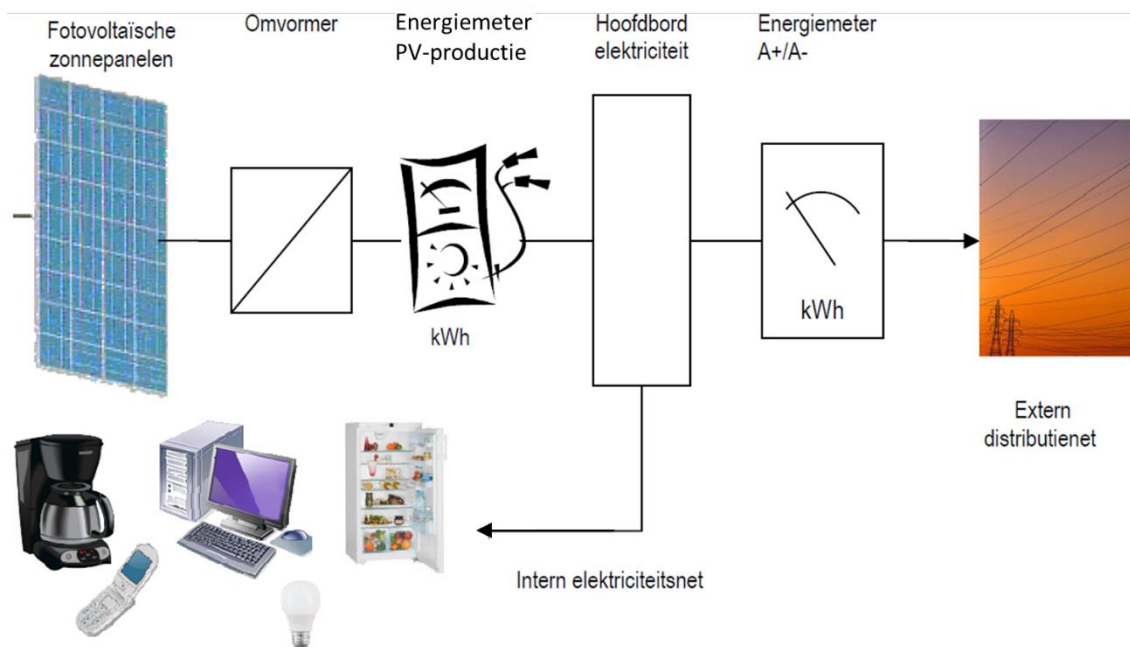 Fotovoltaïsche
zonnepanelen
Omvormer
Energiemeter
PV-productie
Hoofdbord
elektriciteit
Energiemeter
A+/A-
kWh
kWh
Extern
distributienet
Intern elektriciteitsnet